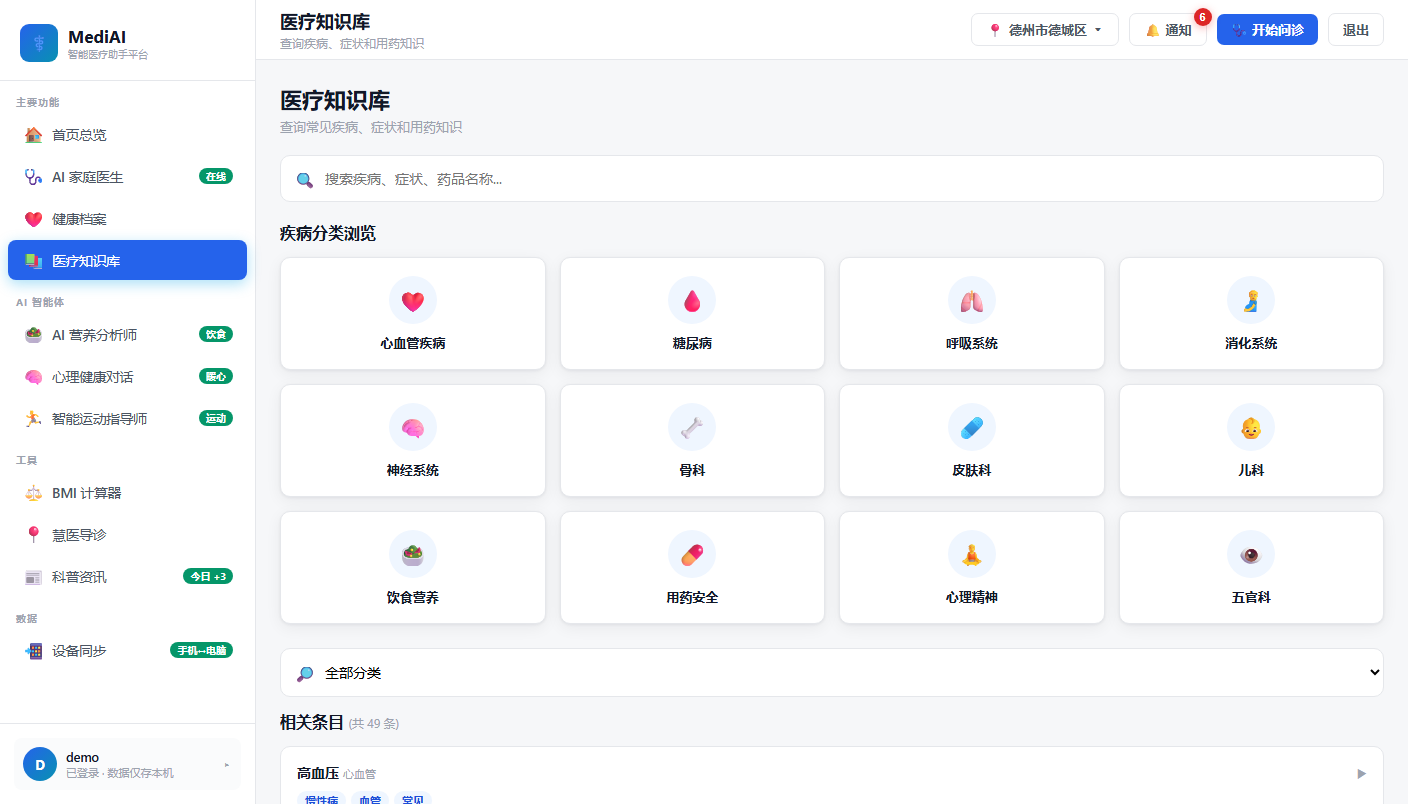 MediAI
智能医疗助手平台
主要功能
首页总览
AI 家庭医生 在线
健康档案
医疗知识库
AI 智能体
AI 营养分析师 饮食
心理健康对话 暖心
智能运动指导师 运动
工具
BMI 计算器
慧医导诊
科普资讯 今日 +3
数据
设备同步 手机↔电脑
D
demo
已登录 · 数据仅存本机
医疗知识库
查询疾病、症状和用药知识
德州市德城区
通知 6
开始问诊
退出
医疗知识库
查询常见疾病、症状和用药知识
搜索疾病、症状、药品名称...
疾病分类浏览
心血管疾病
糖尿病
呼吸系统
消化系统
神经系统
骨科
皮肤科
儿科
饮食营养
用药安全
心理精神
五官科
全部分类
相关条目 (共 49 条)
高血压 心血管
慢性病 血管 常见